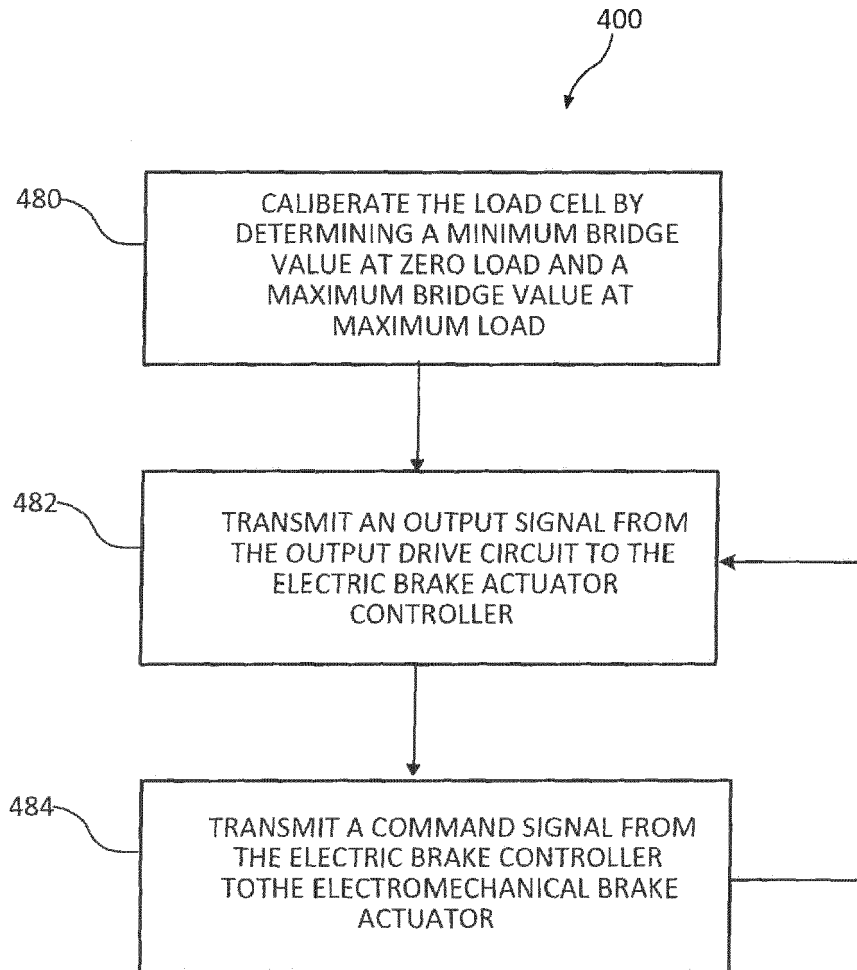 400
480
CALIBERATE THE LOAD CELL BY
DETERMINING A MINIMUM BRIDGE
VALUE AT ZERO LOAD AND A
MAXIMUM BRIDGE VALUE AT
MAXIMUM LOAD
482
TRANSMIT AN OUTPUT SIGNAL FROM
THE OUTPUT DRIVE CIRCUIT TO THE
ELECTRIC BRAKE ACTUATOR
CONTROLLER
484
TRANSMIT A COMMAND SIGNAL FROM
THE ELECTRIC BRAKE CONTROLLER
TOTHE ELECTROMECHANICAL BRAKE
ACTUATOR